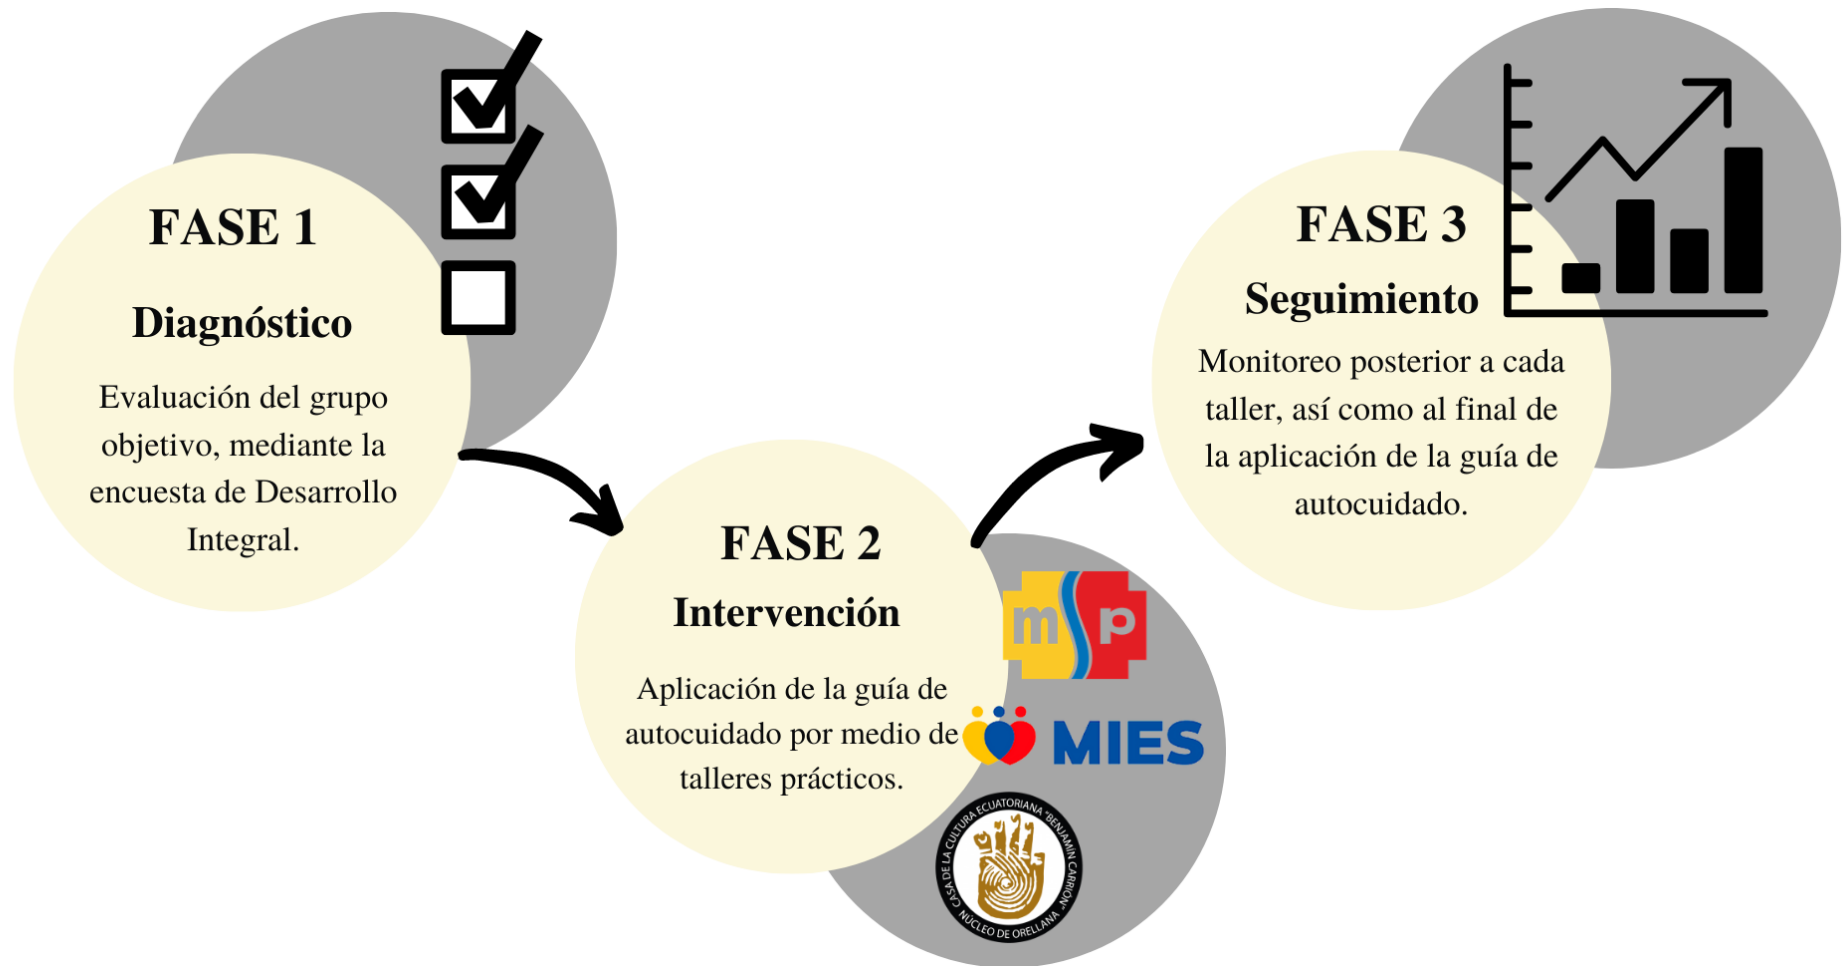 FASE 1
Diagnóstico
Evaluación del grupo
objetivo, mediante la
encuesta de Desarrollo
Integral.
FASE 2
Intervención
Aplicación de la guía de
autocuidado por medio de
talleres prácticos.
msp
MIES
CASA DE LA CULTURA ECUATORIANA "BENJAMÍN CARRIÓN"
NÚCLEO DE ORELLANA
FASE 3
Seguimiento
Monitoreo posterior a cada
taller, así como al final de
la aplicación de la guía de
autocuidado.